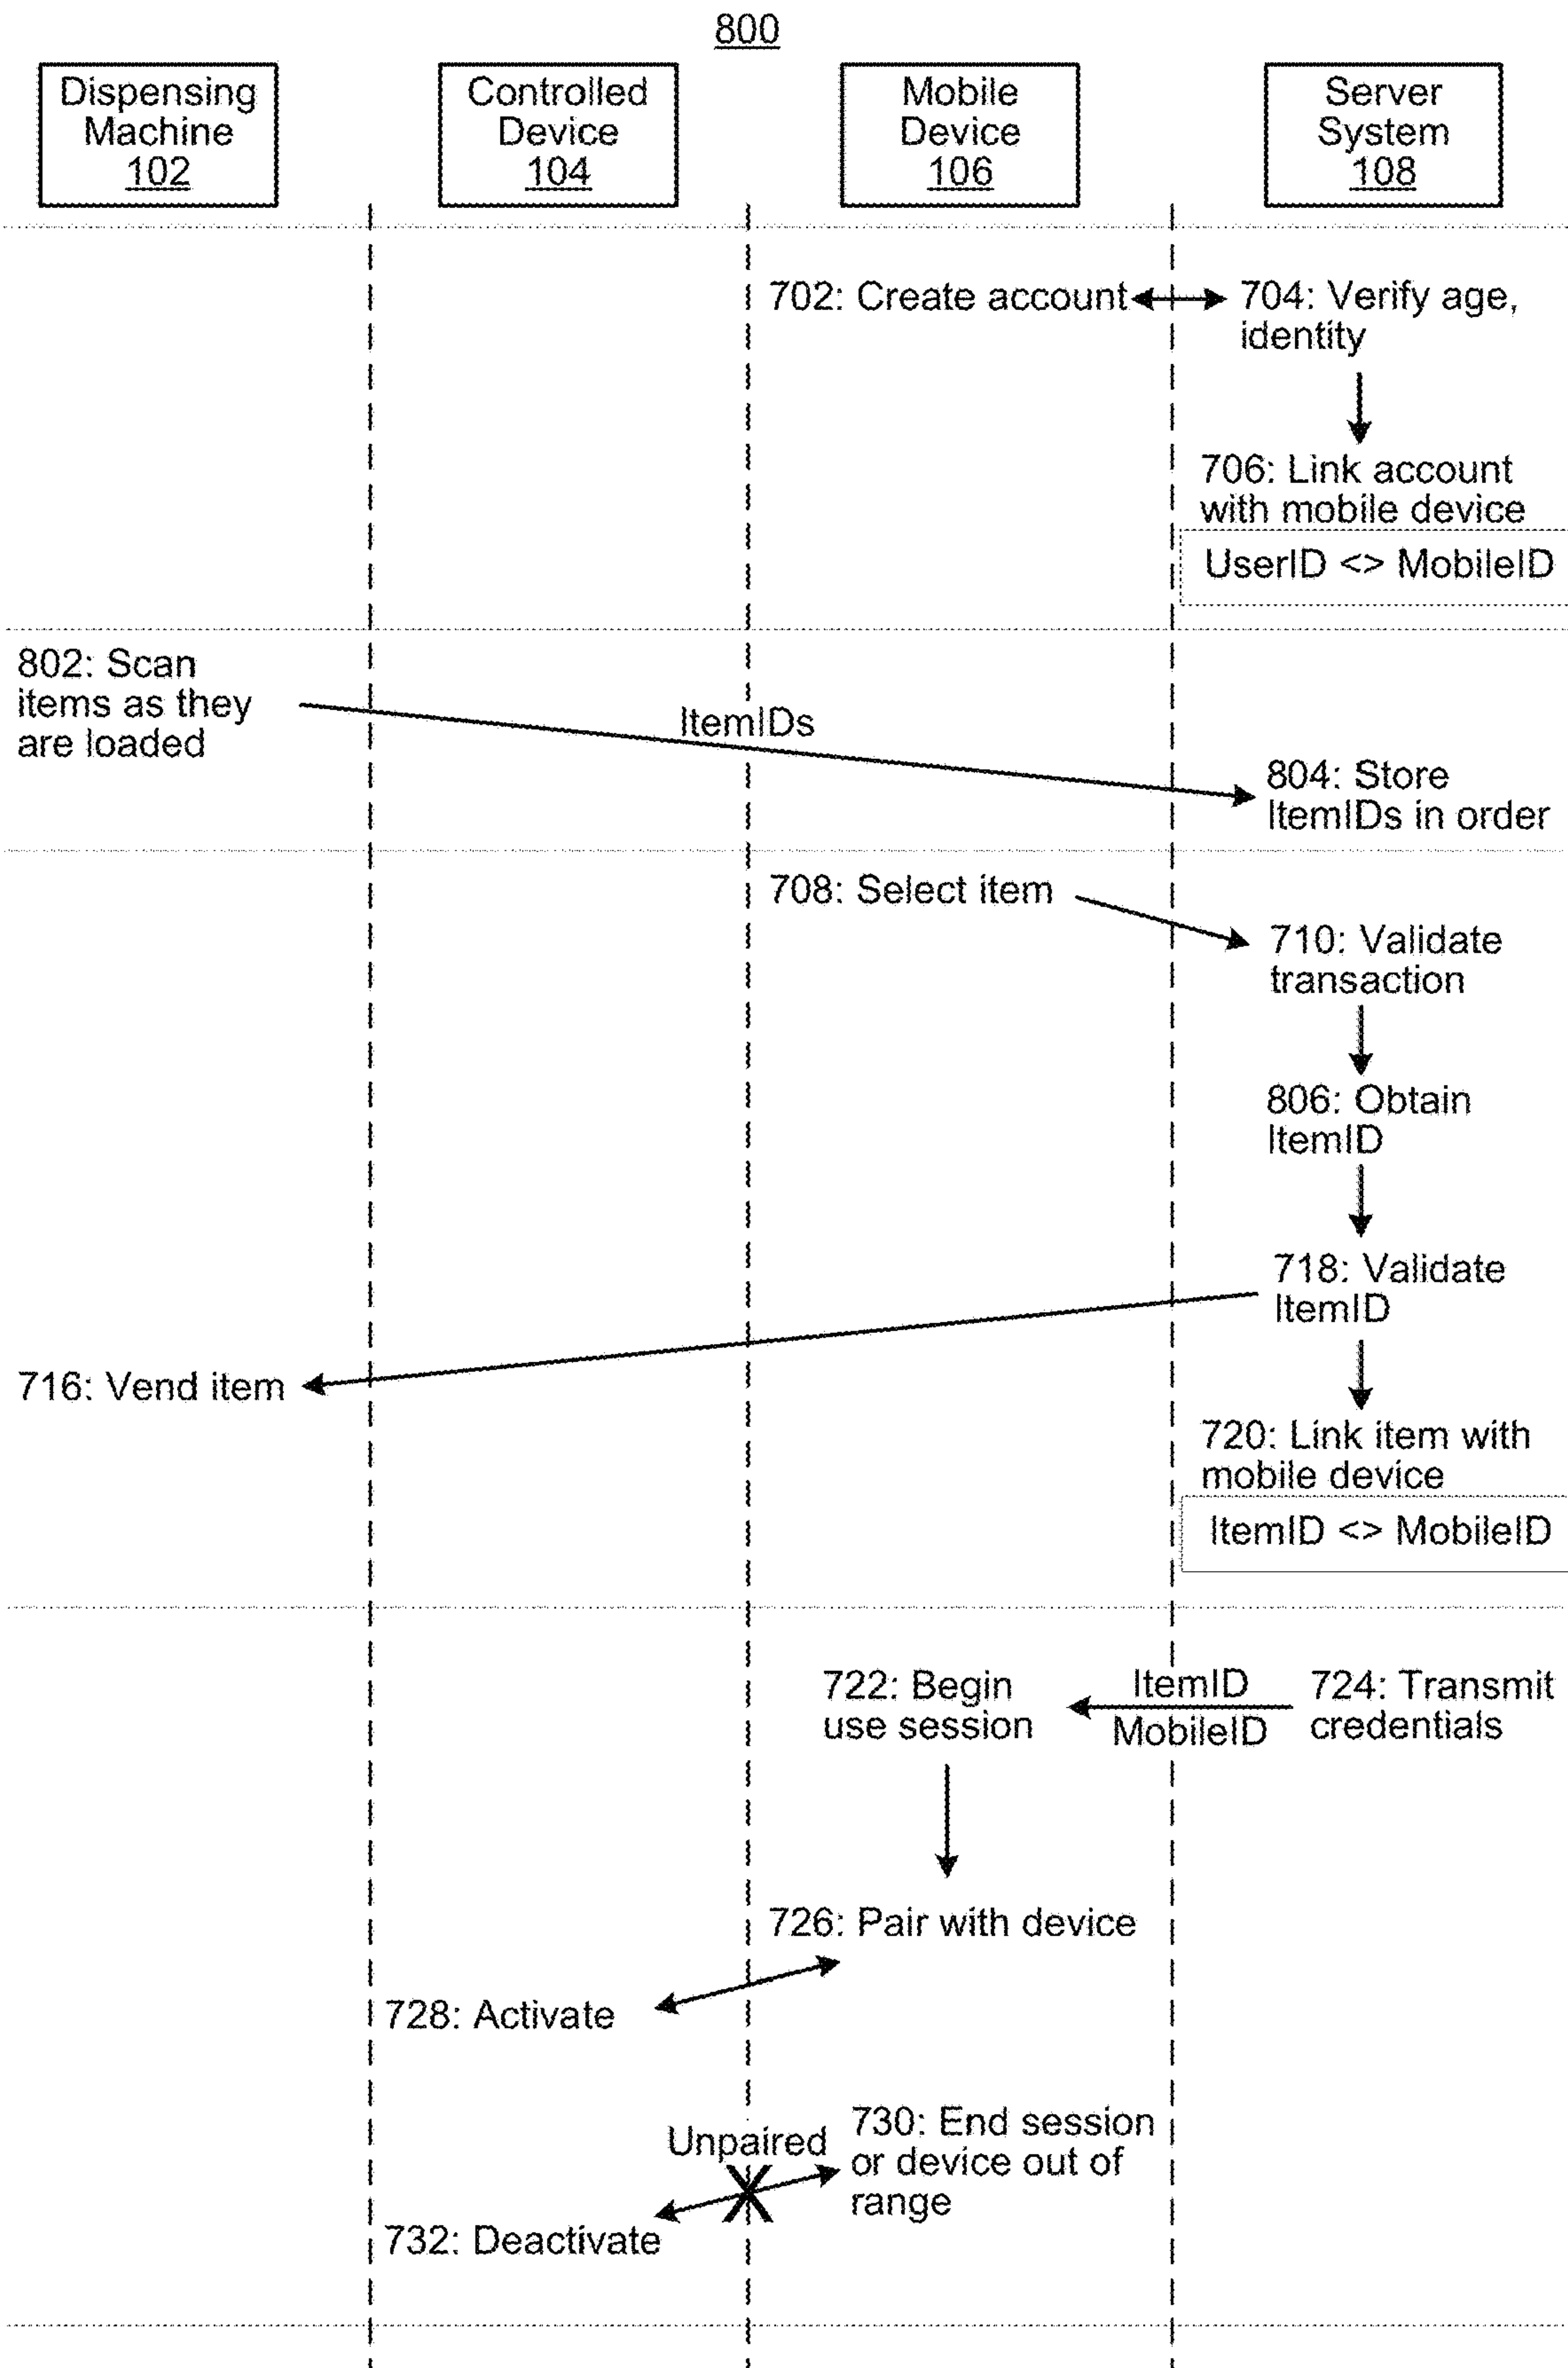 800
Dispensing
Machine
102
Controlled
Device
104
Mobile
Device
106
Server
System
108
702: Create account
704: Verify age,
identity
706: Link account
with mobile device
UserID <> MobileID
802: Scan
items as they
are loaded
ItemIDs
804: Store
ItemIDs in order
708: Select item
710: Validate
transaction
806: Obtain
ItemID
718: Validate
ItemID
716: Vend item
720: Link item with
mobile device
ItemID <> MobileID
722: Begin
use session
ItemID
MobileID
724: Transmit
credentials
726: Pair with device
728: Activate
Unpaired
730: End session
or device out of
range
732: Deactivate